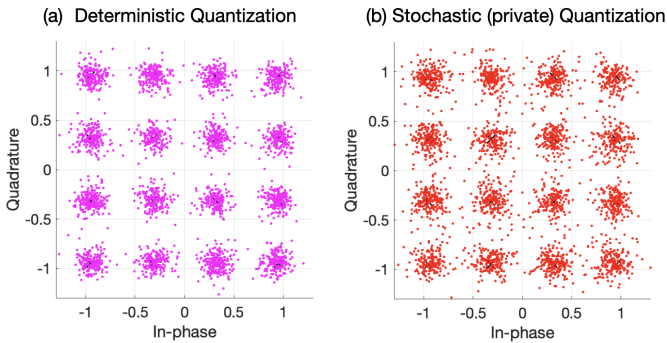 (a) Deterministic Quantization
1
0.5
0
-0.5
-1
Quadrature
-1 -0.5 0 0.5 1
In-phase
(b) Stochastic (private) Quantization
1
0.5
0
-0.5
-1
Quadrature
-1 -0.5 0 0.5 1
In-phase